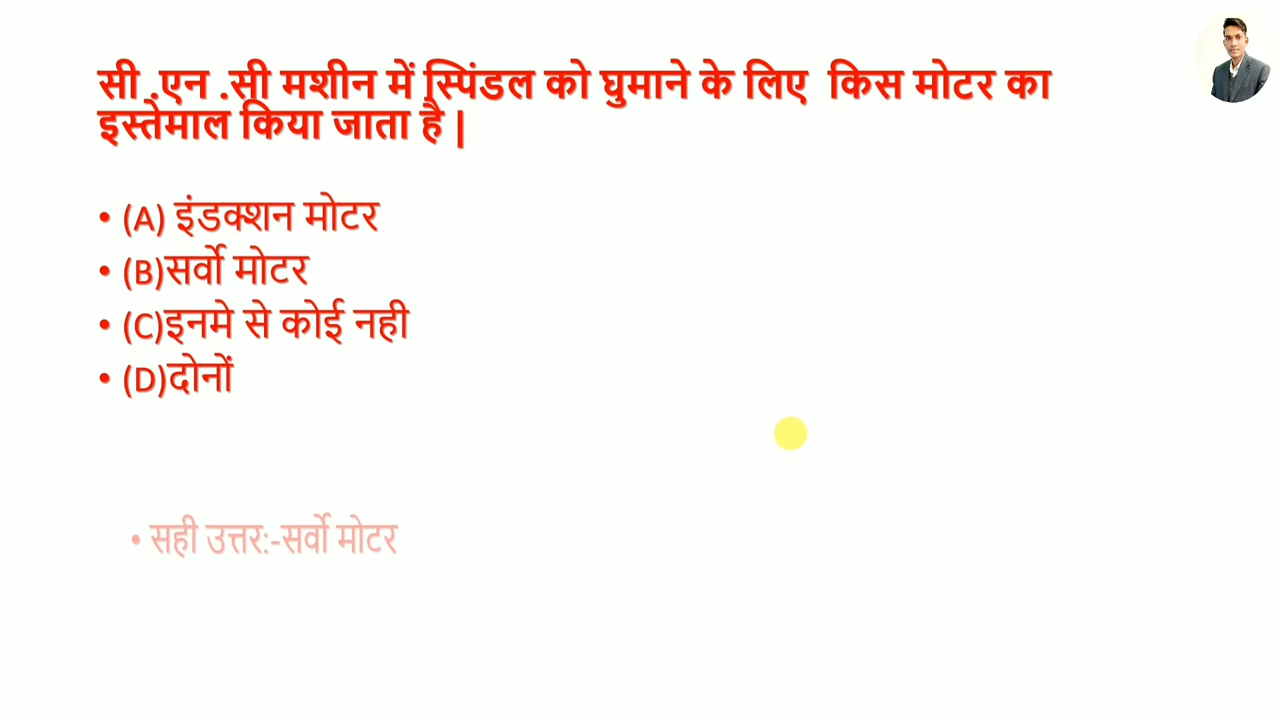 सी .एन .सी मशीन में स्पिंडल को घुमाने के लिए  किस मोटर का
इस्तेमाल किया जाता है |
• (A) इंडक्शन मोटर
• (B)सर्वो मोटर
• (C)इनमे से कोई नही
• (D)दोनों
• सही उत्तर:-सर्वो मोटर